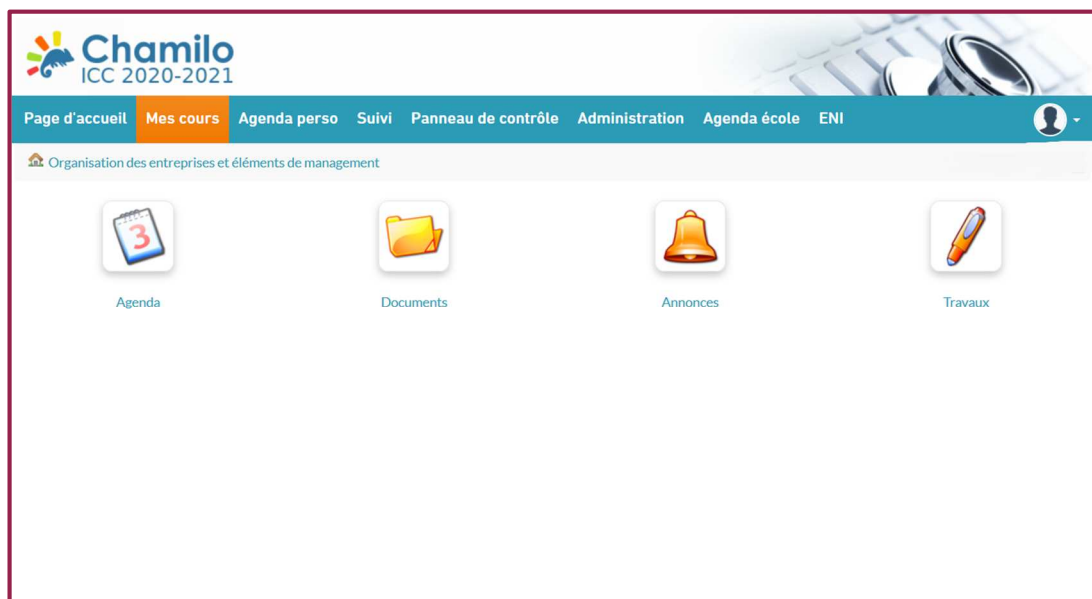 Chamilo
ICC 2020-2021
Page d'accueil Mes cours Agenda perso Suivi Panneau de contrôle Administration Agenda école ENI
Organisation des entreprises et éléments de management
3
Agenda Documents Annonces Travaux